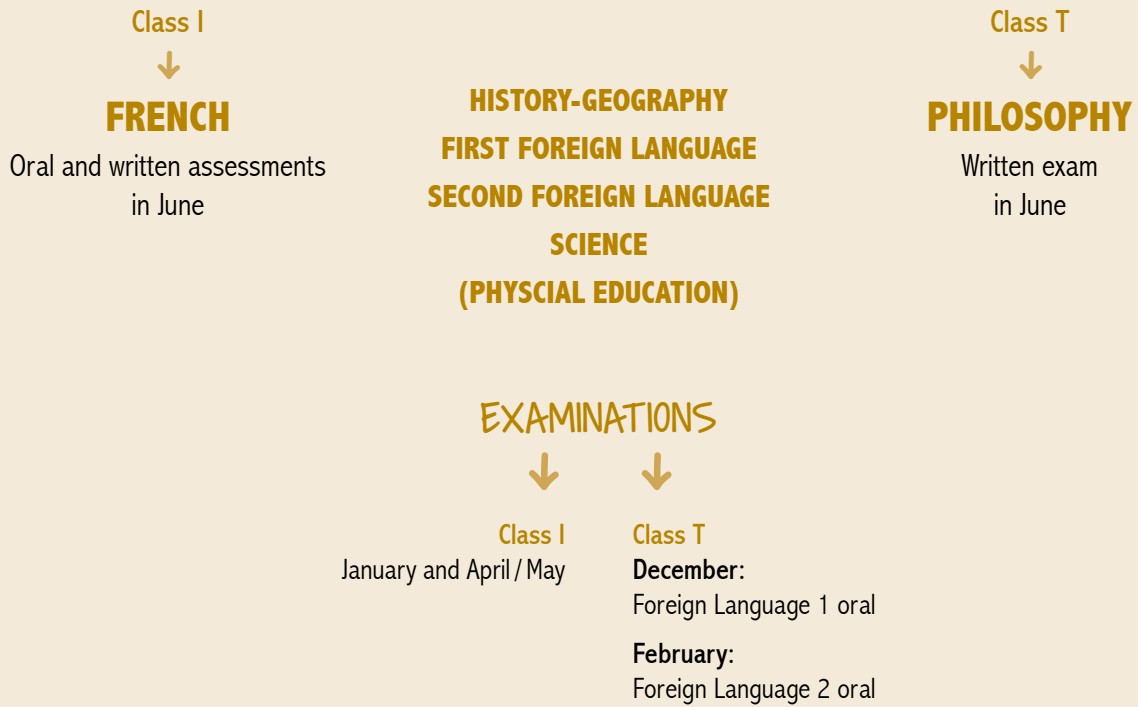 Class I
FRENCH
Oral and written assessments
in June
HISTORY-GEOGRAPHY
FIRST FOREIGN LANGUAGE
SECOND FOREIGN LANGUAGE
SCIENCE
(PHYSCIAL EDUCATION)
Class T
PHILOSOPHY
Written exam
in June
EXAMINATIONS
Class I
January and April / May
Class T
December:
Foreign Language 1 oral
February:
Foreign Language 2 oral